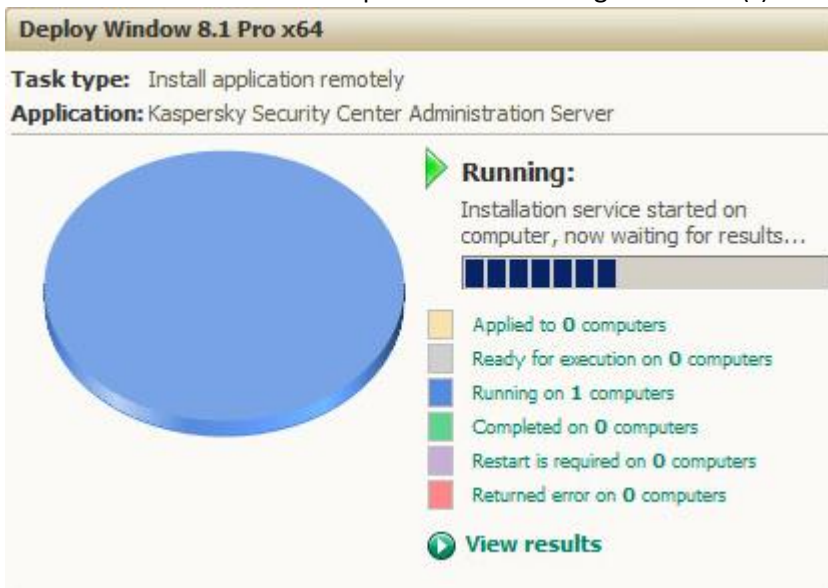 Deploy Window 8.1 Pro x64
Task type: Install application remotely
Application: Kaspersky Security Center Administration Server
Running:
Installation service started on
computer, now waiting for results...
Applied to 0 computers
Ready for execution on 0 computers
Running on 1 computers
Completed on 0 computers
Restart is required on 0 computers
Returned error on 0 computers
View results